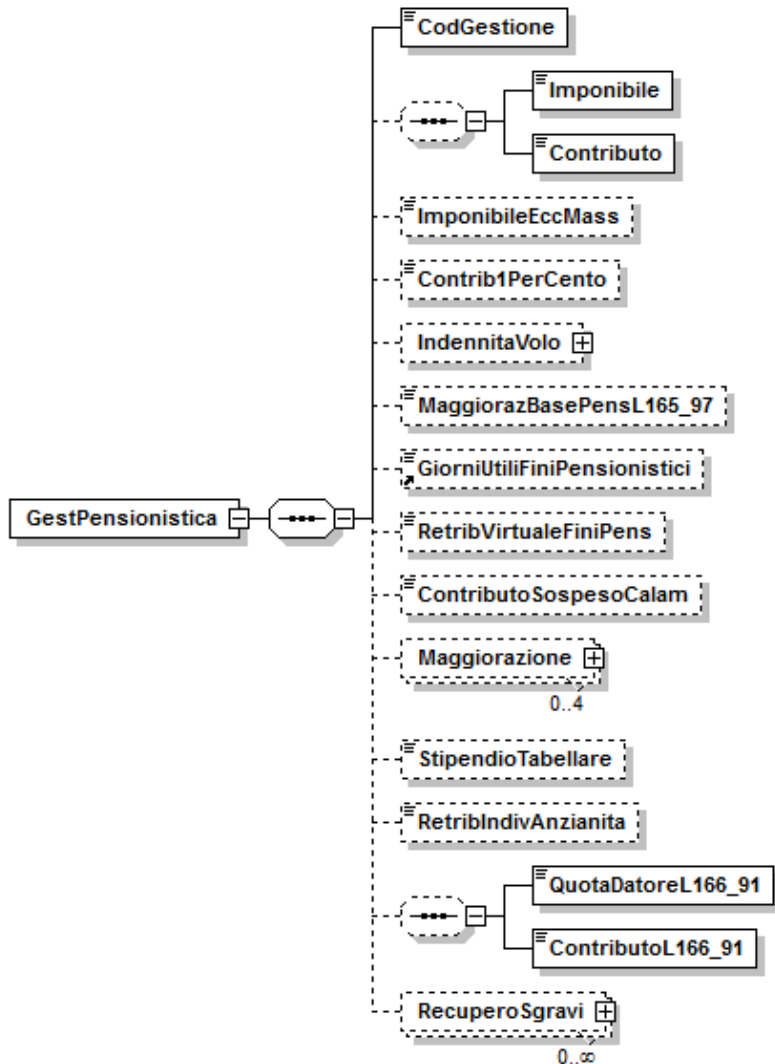 CodGestione
Imponibile
Contributo
ImponibileEccMass
Contrib1PerCento
IndennitaVolo
MaggiorazBasePensL165_97
GiorniUtiliFiniPensionistici
GestPensionistica
RetribVirtualeFiniPens
ContributoSospesoCalam
Maggiorazione
0..4
StipendioTabellare
RetribIndivAnzianita
QuotaDatoreL166_91
ContributoL166_91
RecuperoSgravi
0..∞